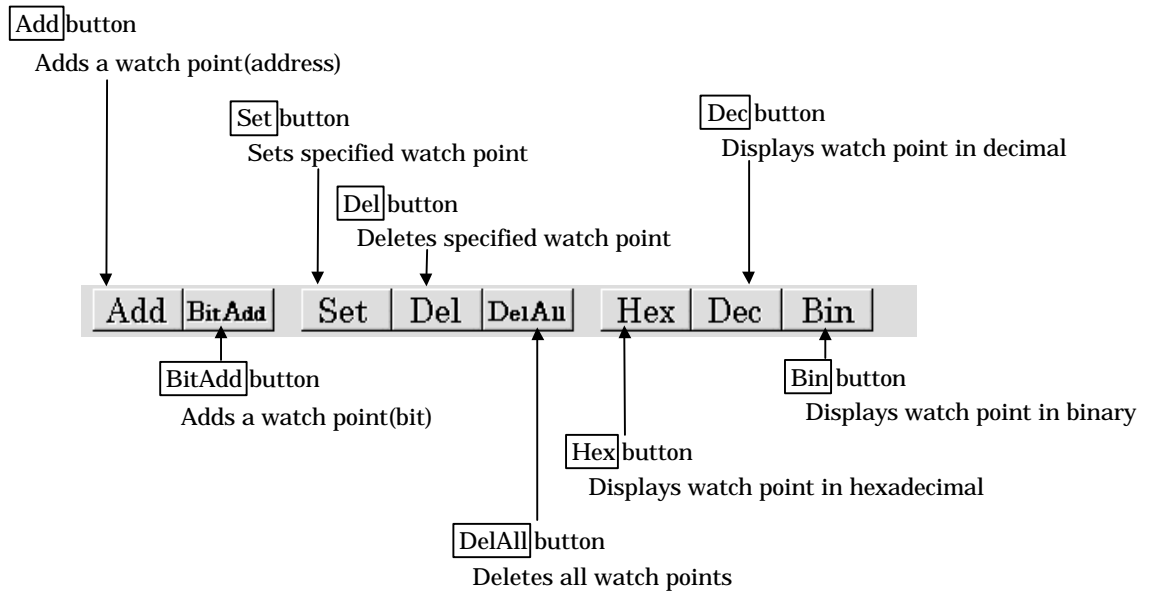 Add button
Adds a watch point(address)
Set button
Sets specified watch point
Dec button
Displays watch point in decimal
Del button
Deletes specified watch point
Add BitAdd Set Del DelAll Hex Dec Bin
BitAdd button
Adds a watch point(bit)
Bin button
Displays watch point in binary
Hex button
Displays watch point in hexadecimal
DelAll button
Deletes all watch points